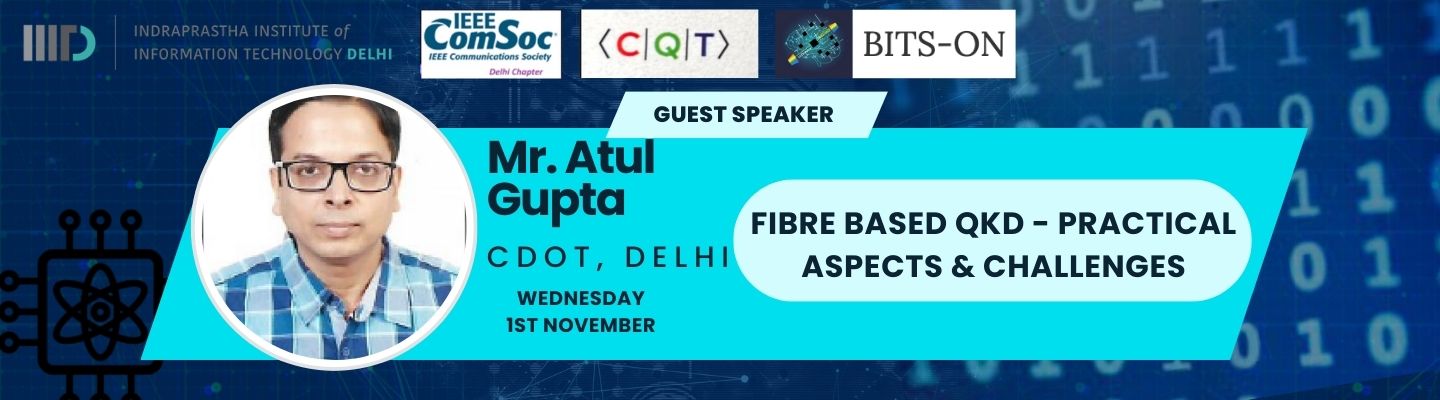 INDRAPRASTHA INSTITUTE of
INFORMATION TECHNOLOGY DELHI
IEEE
ComSoc
IEEE Communications Society
Delhi Chapter
⟨C|Q|T⟩
BITS-ON
GUEST SPEAKER
Mr. Atul
Gupta
CDOT, DELHI
WEDNESDAY
1ST NOVEMBER
FIBRE BASED QKD - PRACTICAL
ASPECTS & CHALLENGES